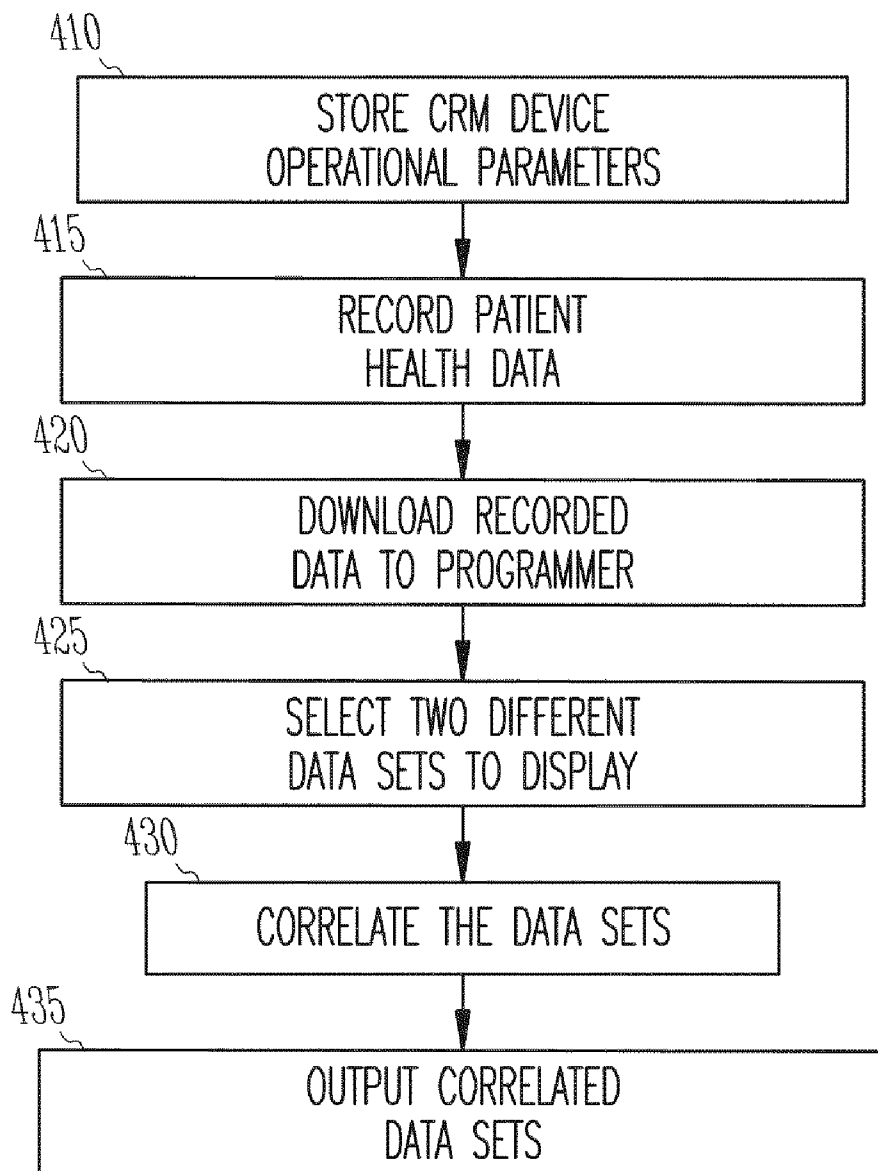 410
STORE CRM DEVICE
OPERATIONAL PARAMETERS
415
RECORD PATIENT
HEALTH DATA
420
DOWNLOAD RECORDED
DATA TO PROGRAMMER
425
SELECT TWO DIFFERENT
DATA SETS TO DISPLAY
430
CORRELATE THE DATA SETS
435
OUTPUT CORRELATED
DATA SETS